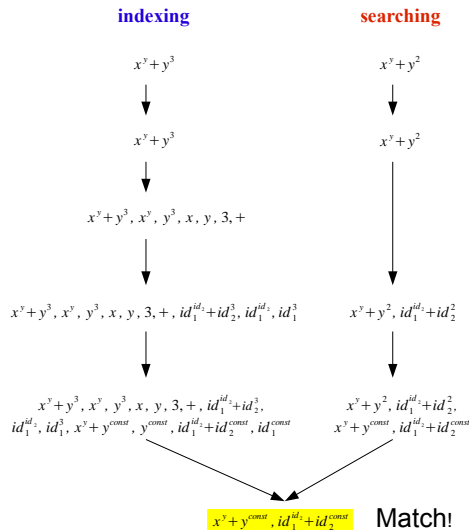 indexing searching
x^y + y^3 x^y + y^2
x^y + y^3 x^y + y^2
x^y + y^3, x^y, y^3, x, y, 3, +
x^y + y^3, x^y, y^3, x, y, 3, +, id_1^{id_2} + id_2^3, id_1^{id_2}, id_1^3 x^y + y^2, id_1^{id_2} + id_2^2
x^y + y^3, x^y, y^3, x, y, 3, +, id_1^{id_2} + id_2^3, x^y + y^2, id_1^{id_2} + id_2^2,
id_1^{id_2}, id_1^3, x^y + y^{const}, y^{const}, id_1^{id_2} + id_2^{const}, id_1^{const} x^y + y^{const}, id_1^{id_2} + id_2^{const}
x^y + y^{const}, id_1^{id_2} + id_2^{const} Match!